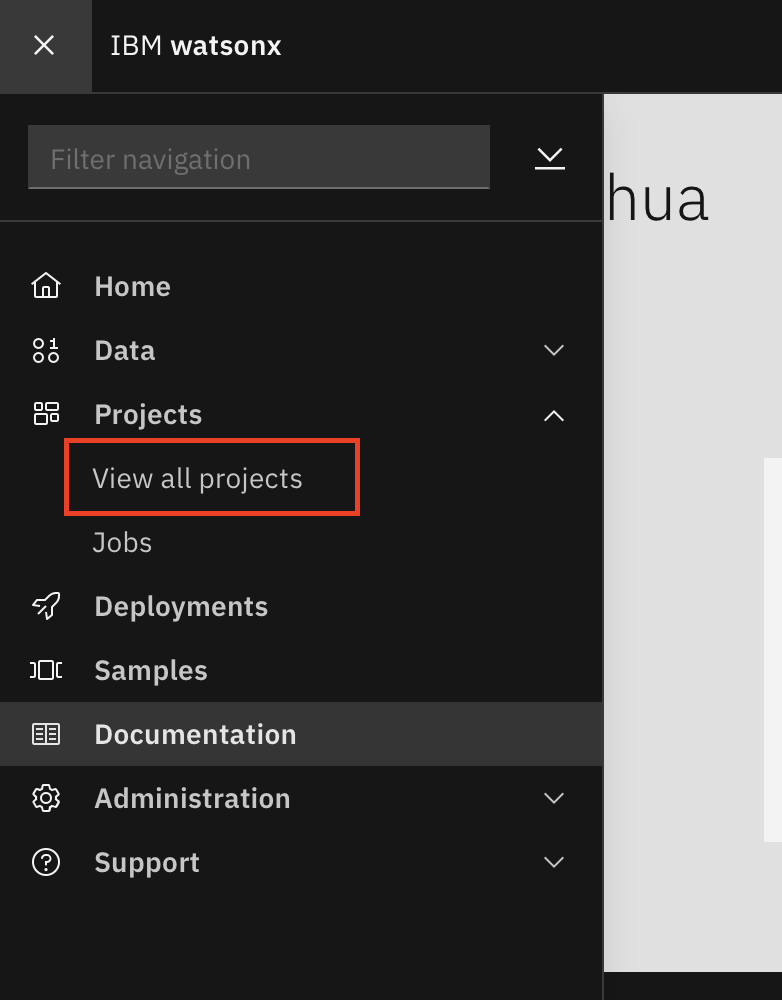 IBM watsonx
Filter navigation
hua
Home
Data
Projects
View all projects
Jobs
Deployments
Samples
Documentation
Administration
Support